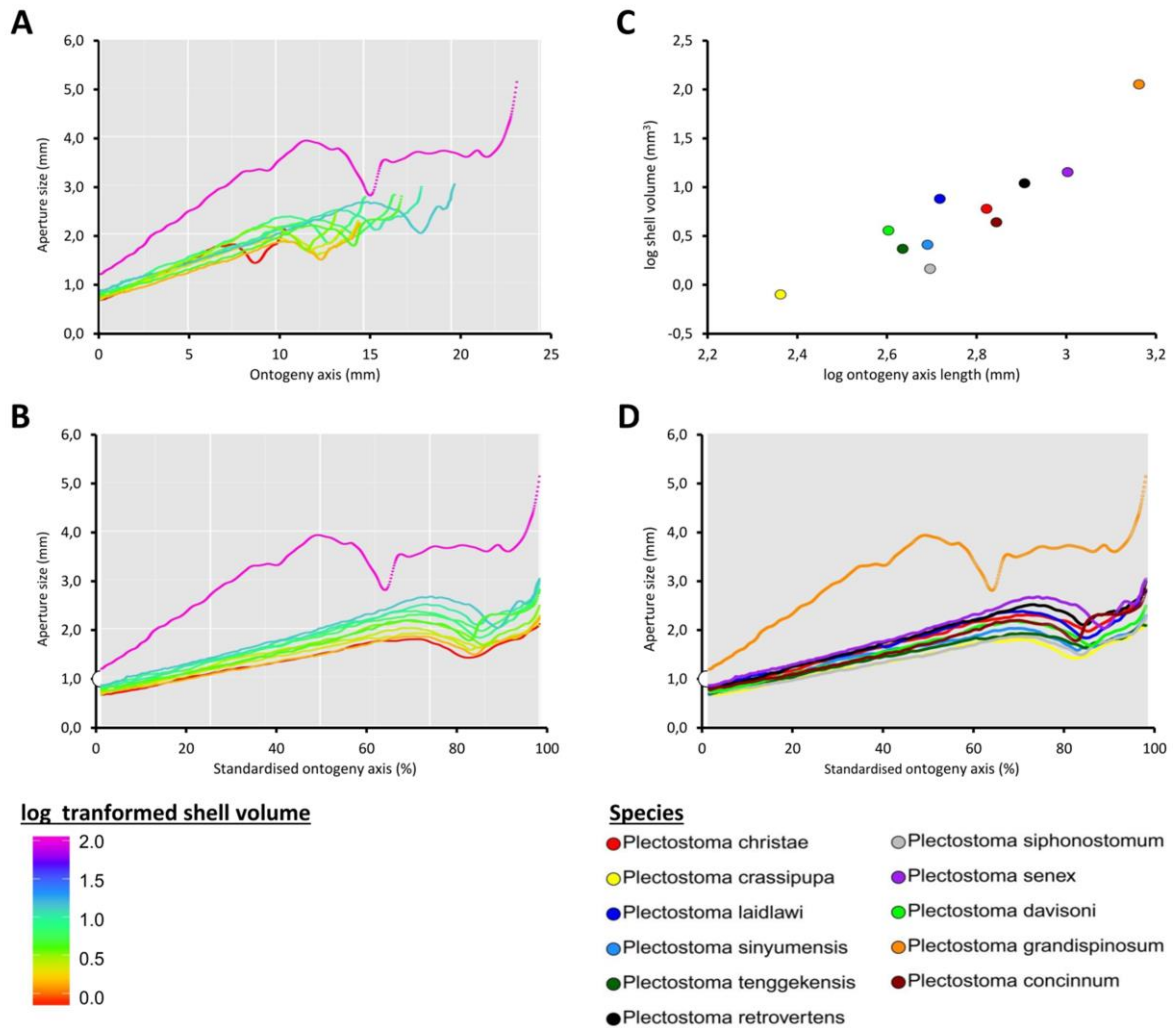 A
6,0
5,0
4,0
3,0
2,0
1,0
0,0
Aperture size (mm)
0 5 10 15 20 25
Ontogeny axis (mm)
C
2,5
2,0
1,5
1,0
0,5
0,0
-0,5
log shell volume (mm³)
2,2 2,4 2,6 2,8 3 3,2
log ontogeny axis length (mm)
B
6,0
5,0
4,0
3,0
2,0
1,0
0,0
Aperture size (mm)
0 20 40 60 80 100
Standardised ontogeny axis (%)
D
6,0
5,0
4,0
3,0
2,0
1,0
0,0
Aperture size (mm)
0 20 40 60 80 100
Standardised ontogeny axis (%)
log tranformed shell volume
2.0
1.5
1.0
0.5
0.0
Species
Plectostoma christae
Plectostoma crassipupa
Plectostoma laidlawi
Plectostoma sinyumensis
Plectostoma tenggekensis
Plectostoma retrovertens
Plectostoma siphonostomum
Plectostoma senex
Plectostoma davisoni
Plectostoma grandispinosum
Plectostoma concinnum